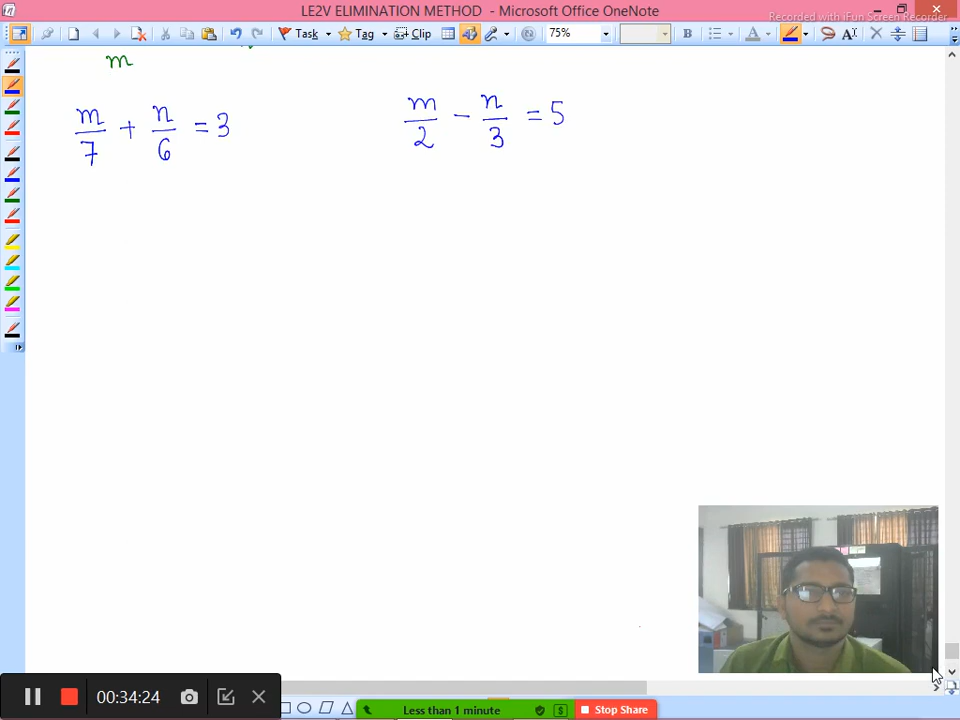 LE2V ELIMINATION METHOD - Microsoft Office OneNote
Recorded with iFun Screen Recorder
Task Tag Clip 75% B A A
m
m/7 + n/6 = 3
m/2 - n/3 = 5
00:34:24
Less than 1 minute $ Stop Share